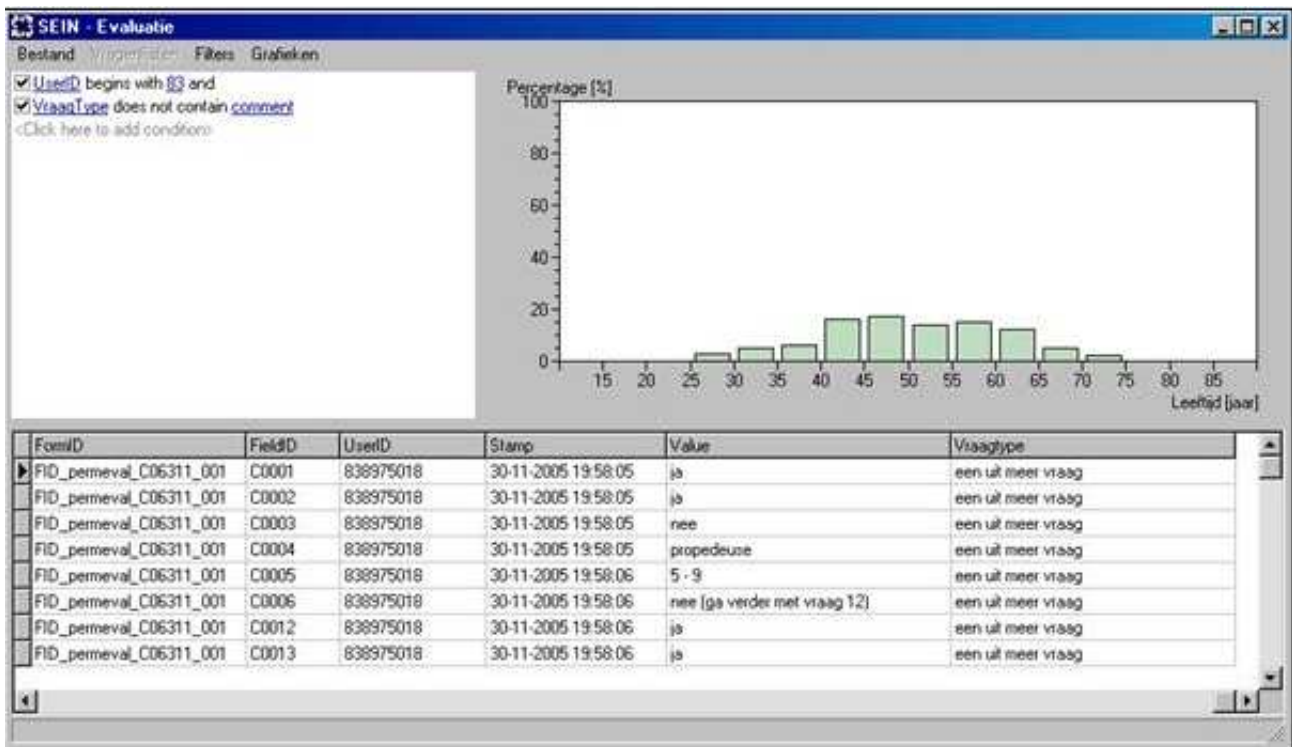 SEIN - Evaluatie
Bestand Filters Grafieken
UserID begins with 83 and
VraagType does not contain comment
<Click here to add condition>
Percentage [%]
100
80
60
40
20
0
15 20 25 30 35 40 45 50 55 60 65 70 75 80 85
Leeftijd [jaar]
FormID FieldID UserID Stamp Value Vraagtype
FID_permeval_C06311_001 C0001 838975018 30-11-2005 19:58:05 ja een uit meer vraag
FID_permeval_C06311_001 C0002 838975018 30-11-2005 19:58:05 ja een uit meer vraag
FID_permeval_C06311_001 C0003 838975018 30-11-2005 19:58:05 nee een uit meer vraag
FID_permeval_C06311_001 C0004 838975018 30-11-2005 19:58:05 propedeuse een uit meer vraag
FID_permeval_C06311_001 C0005 838975018 30-11-2005 19:58:06 5 - 9 een uit meer vraag
FID_permeval_C06311_001 C0006 838975018 30-11-2005 19:58:06 nee (ga verder met vraag 12) een uit meer vraag
FID_permeval_C06311_001 C0012 838975018 30-11-2005 19:58:06 ja een uit meer vraag
FID_permeval_C06311_001 C0013 838975018 30-11-2005 19:58:06 ja een uit meer vraag